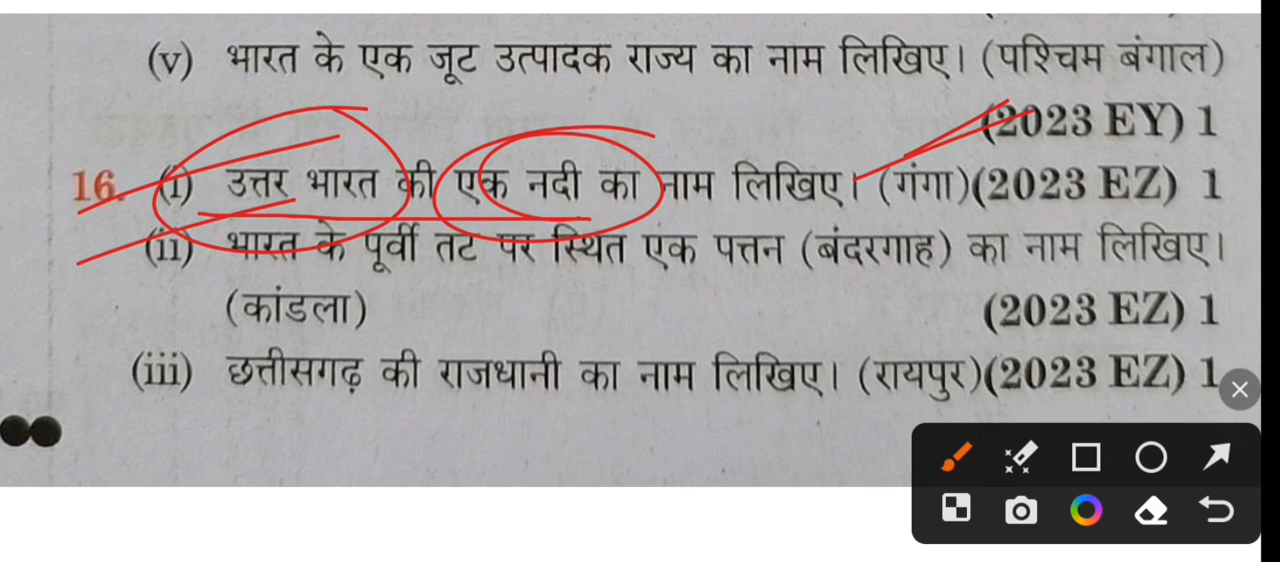 (v) भारत के एक जूट उत्पादक राज्य का नाम लिखिए। (पश्चिम बंगाल)
(2023 EY) 1
16. (i) उत्तर भारत की एक नदी का नाम लिखिए। (गंगा)(2023 EZ) 1
(ii) भारत के पूर्वी तट पर स्थित एक पत्तन (बंदरगाह) का नाम लिखिए।
(कांडला) (2023 EZ) 1
(iii) छत्तीसगढ़ की राजधानी का नाम लिखिए। (रायपुर)(2023 EZ) 1